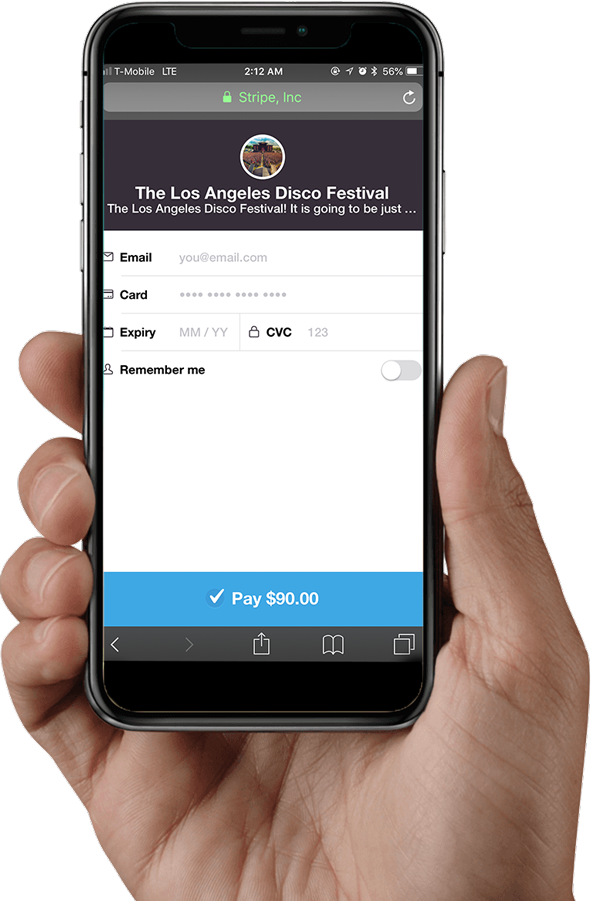 T-Mobile LTE 2:12 AM 56%
Stripe, Inc
The Los Angeles Disco Festival
The Los Angeles Disco Festival! It is going to be just ...
Email you@email.com
Card •••• •••• •••• ••••
Expiry MM / YY CVC 123
Remember me
Pay $90.00